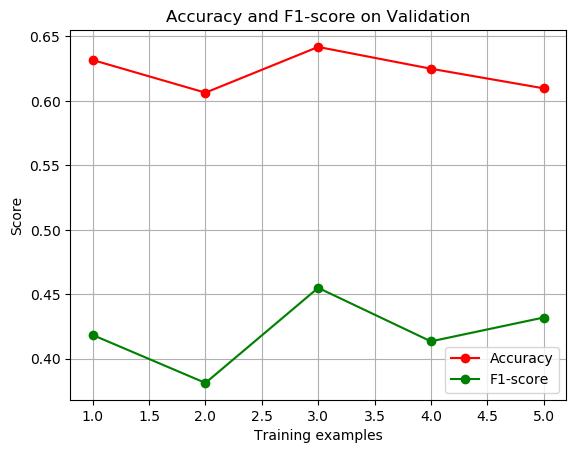 Accuracy and F1-score on Validation
0.65
0.60
0.55
0.50
0.45
0.40
Score
1.0 1.5 2.0 2.5 3.0 3.5 4.0 4.5 5.0
Training examples
Accuracy
F1-score